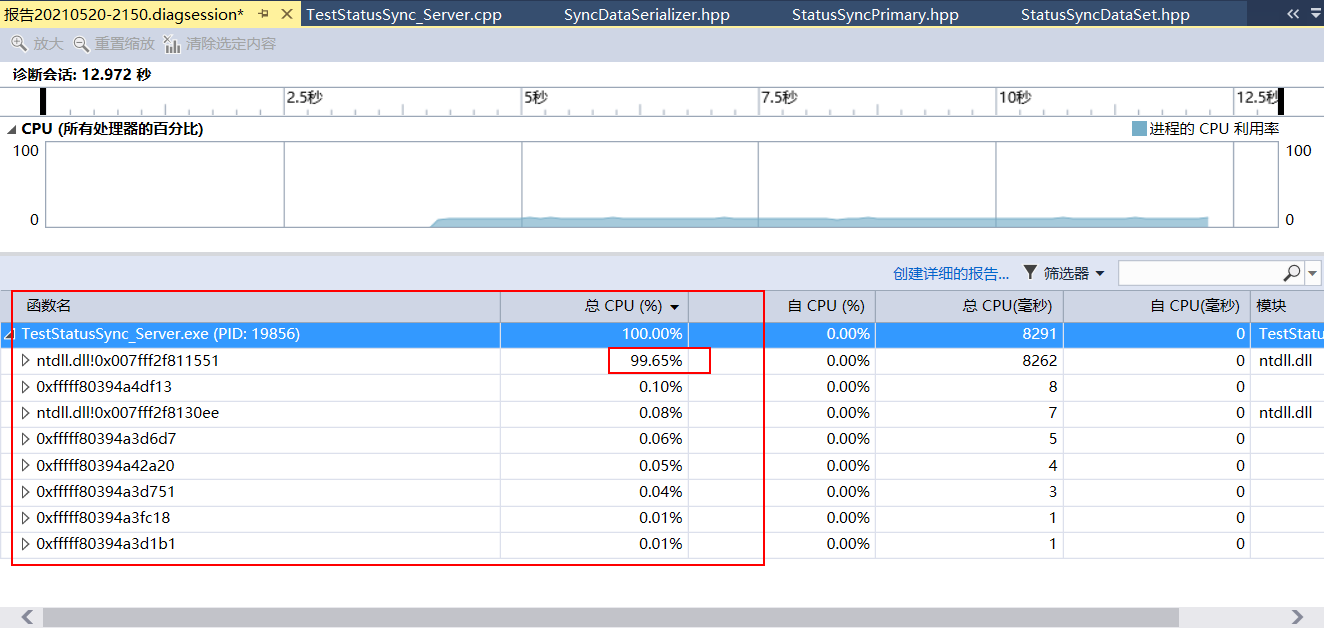 报告20210520-2150.diagsession* TestStatusSync_Server.cpp SyncDataSerializer.hpp StatusSyncPrimary.hpp StatusSyncDataSet.hpp
放大 重置缩放 清除选定内容
诊断会话: 12.972 秒
2.5秒 5秒 7.5秒 10秒 12.5秒
CPU (所有处理器的百分比) 进程的 CPU 利用率
100 100
0 0
创建详细的报告... 筛选器
函数名 总 CPU (%) 自 CPU (%) 总 CPU(毫秒) 自 CPU(毫秒) 模块
TestStatusSync_Server.exe (PID: 19856) 100.00% 0.00% 8291 0 TestStatu
ntdll.dll!0x007fff2f811551 99.65% 0.00% 8262 0 ntdll.dll
0xfffff80394a4df13 0.10% 0.00% 8 0
ntdll.dll!0x007fff2f8130ee 0.08% 0.00% 7 0 ntdll.dll
0xfffff80394a3d6d7 0.06% 0.00% 5 0
0xfffff80394a42a20 0.05% 0.00% 4 0
0xfffff80394a3d751 0.04% 0.00% 3 0
0xfffff80394a3fc18 0.01% 0.00% 1 0
0xfffff80394a3d1b1 0.01% 0.00% 1 0